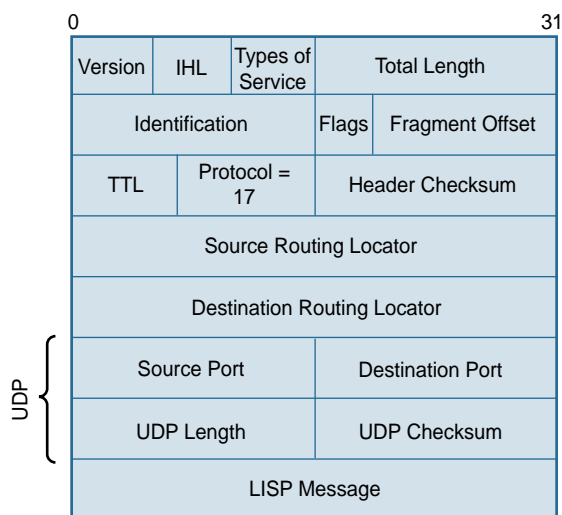 0 31
Version IHL Types of Service Total Length
Identification Flags Fragment Offset
TTL Protocol = 17 Header Checksum
Source Routing Locator
Destination Routing Locator
UDP
Source Port Destination Port
UDP Length UDP Checksum
LISP Message